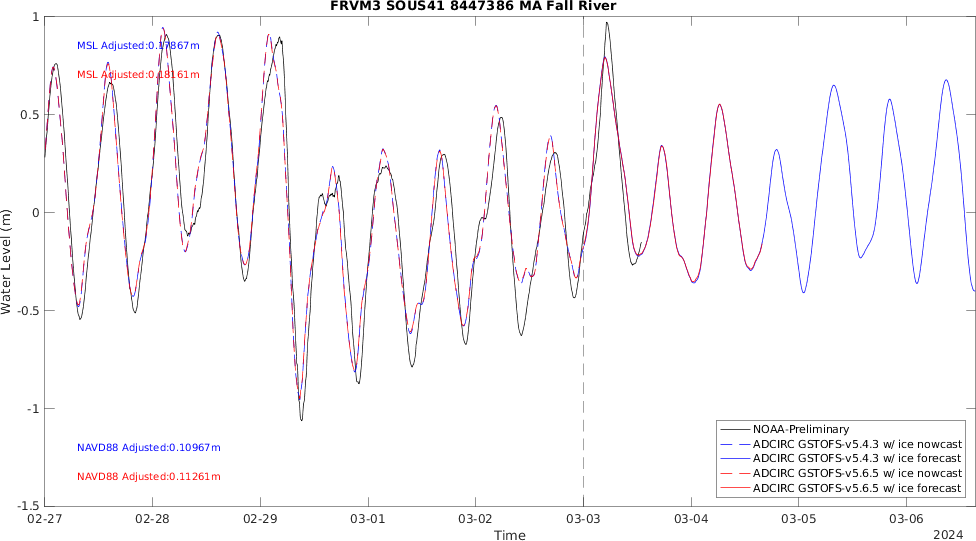 FRVM3 SOUS41 8447386 MA Fall River
1
0.5
0
-0.5
-1
-1.5
Water Level (m)
MSL Adjusted:0.17867m
MSL Adjusted:0.18161m
NAVD88 Adjusted:0.10967m
NAVD88 Adjusted:0.11261m
NOAA-Preliminary
ADCIRC GSTOFS-v5.4.3 w/ ice nowcast
ADCIRC GSTOFS-v5.4.3 w/ ice forecast
ADCIRC GSTOFS-v5.6.5 w/ ice nowcast
ADCIRC GSTOFS-v5.6.5 w/ ice forecast
02-27 02-28 02-29 03-01 03-02 03-03 03-04 03-05 03-06
Time
2024